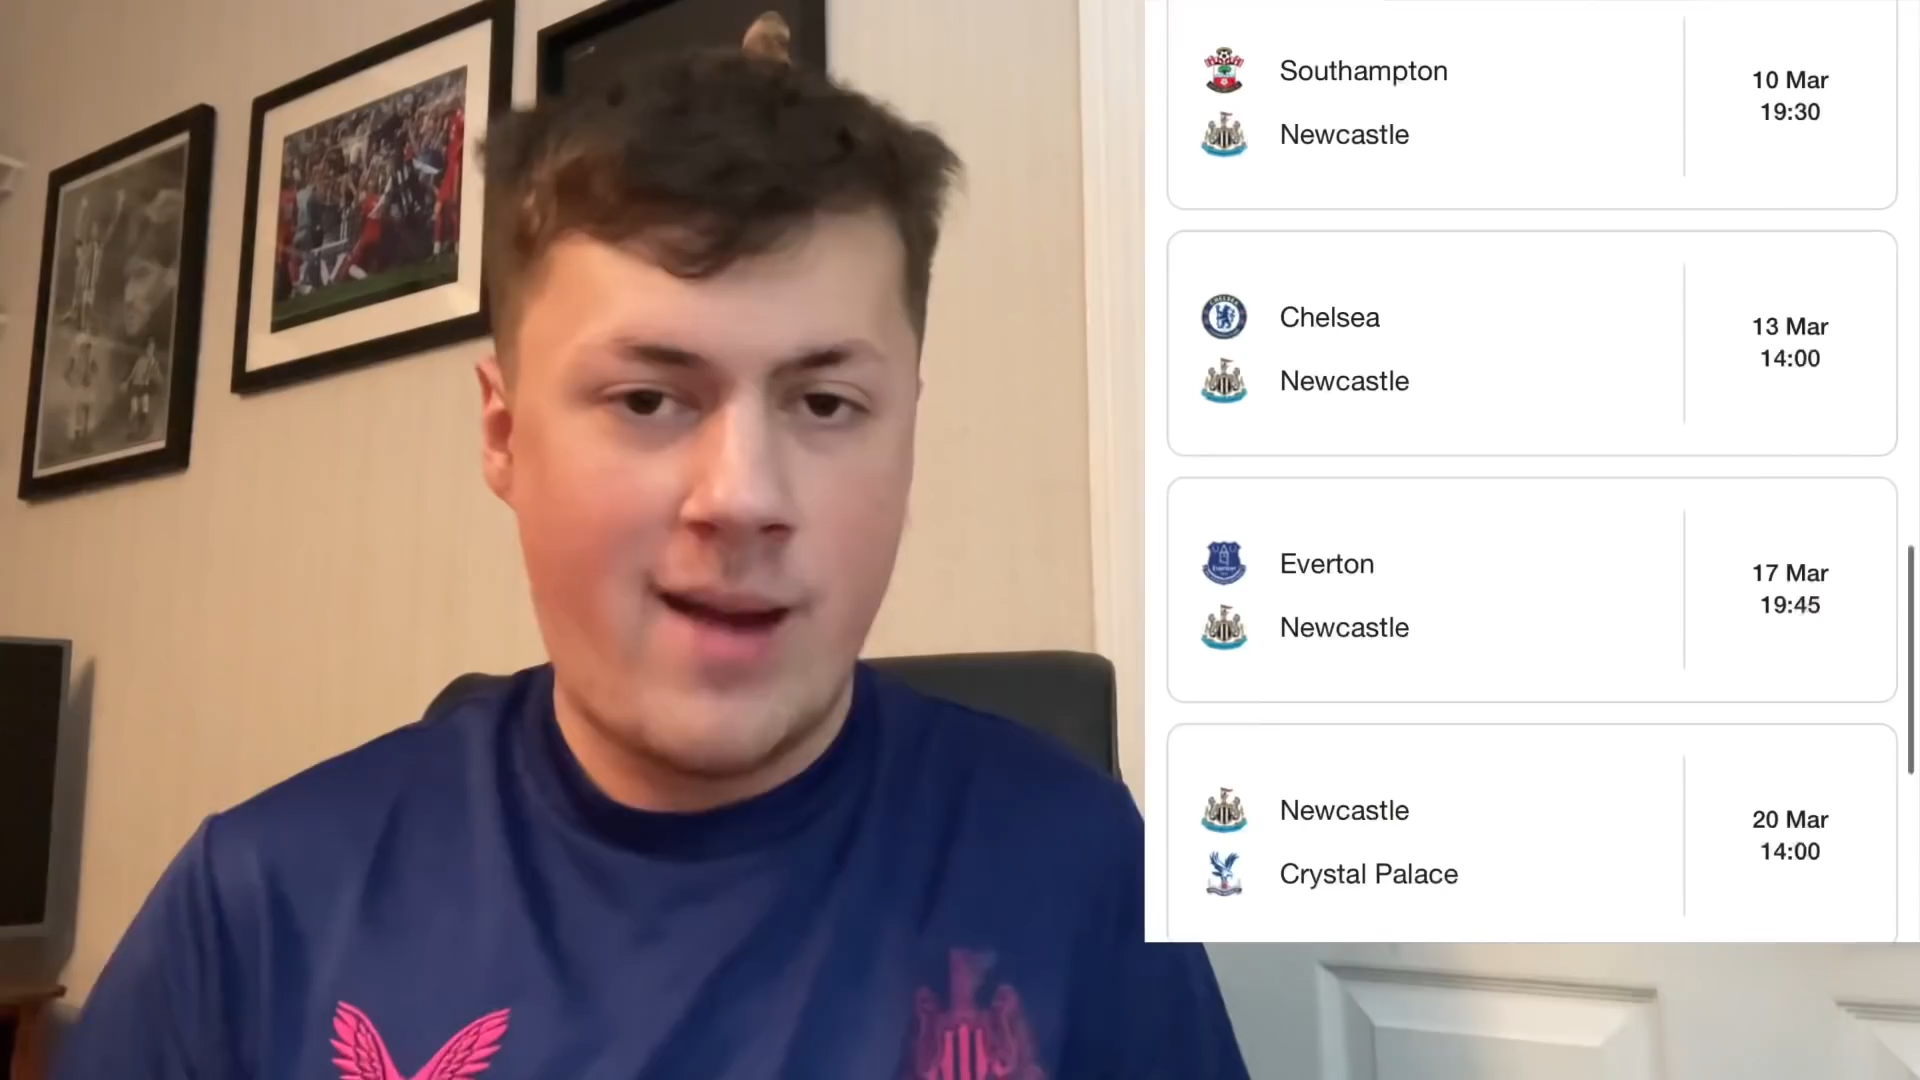 Southampton
Newcastle
10 Mar
19:30
Chelsea
Newcastle
13 Mar
14:00
Everton
Newcastle
17 Mar
19:45
Newcastle
Crystal Palace
20 Mar
14:00